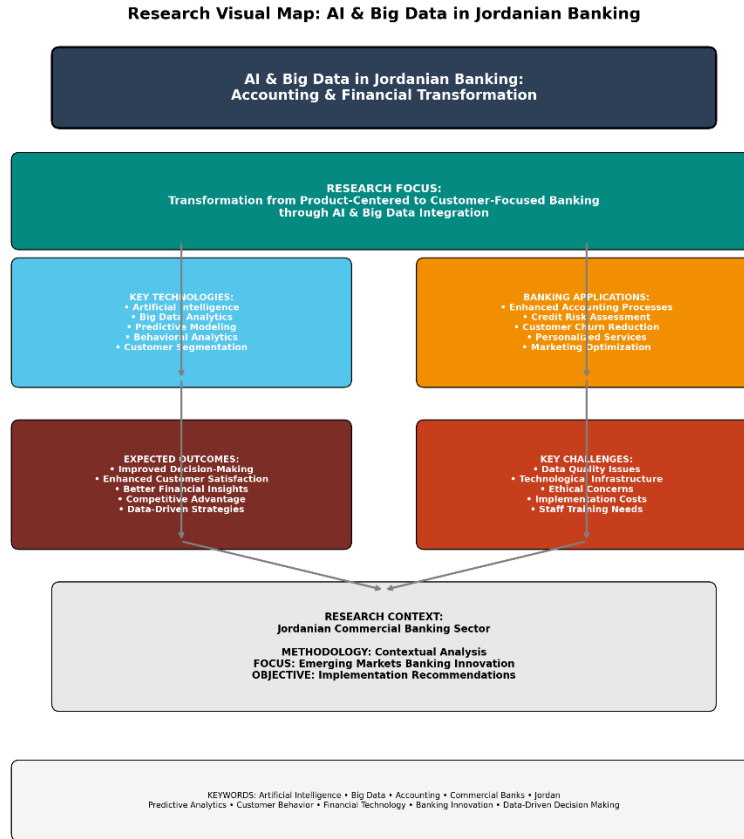 Research Visual Map: AI & Big Data in Jordanian Banking
AI & Big Data in Jordanian Banking:
Accounting & Financial Transformation
RESEARCH FOCUS:
Transformation from Product-Centered to Customer-Focused Banking
through AI & Big Data Integration
KEY TECHNOLOGIES:
• Artificial Intelligence
• Big Data Analytics
• Predictive Modeling
• Behavioral Analytics
• Customer Segmentation
BANKING APPLICATIONS:
• Enhanced Accounting Processes
• Credit Risk Assessment
• Customer Churn Reduction
• Personalized Services
• Marketing Optimization
EXPECTED OUTCOMES:
• Improved Decision-Making
• Enhanced Customer Satisfaction
• Better Financial Insights
• Competitive Advantage
• Data-Driven Strategies
KEY CHALLENGES:
• Data Quality Issues
• Technological Infrastructure
• Ethical Concerns
• Implementation Costs
• Staff Training Needs
RESEARCH CONTEXT:
Jordanian Commercial Banking Sector
METHODOLOGY: Contextual Analysis
FOCUS: Emerging Markets Banking Innovation
OBJECTIVE: Implementation Recommendations
KEYWORDS: Artificial Intelligence • Big Data • Accounting • Commercial Banks • Jordan
Predictive Analytics • Customer Behavior • Financial Technology • Banking Innovation • Data-Driven Decision Making